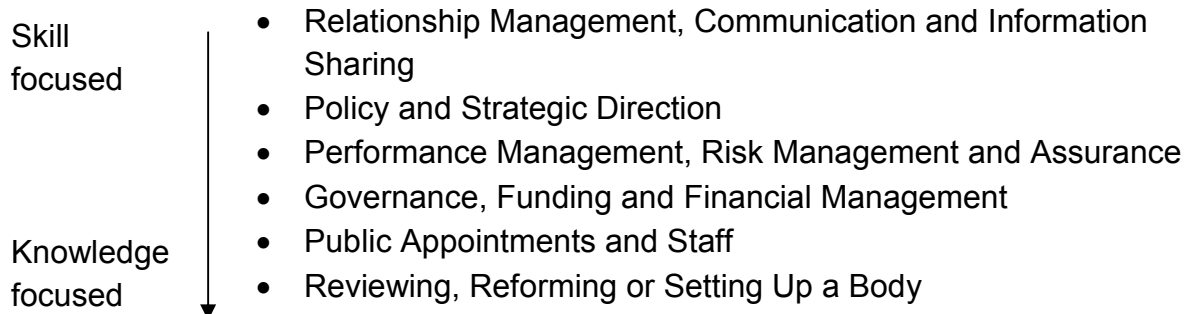 Skill
focused
• Relationship Management, Communication and Information
Sharing
• Policy and Strategic Direction
• Performance Management, Risk Management and Assurance
• Governance, Funding and Financial Management
• Public Appointments and Staff
• Reviewing, Reforming or Setting Up a Body
Knowledge
focused